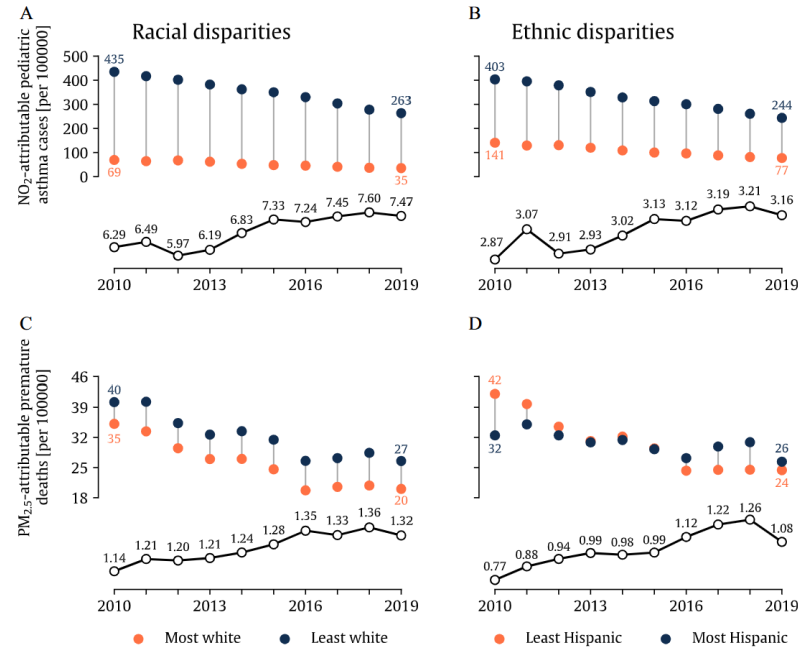 A
Racial disparities
B
Ethnic disparities
NO2-attributable pediatric
asthma cases [per 100000]
500
400
300
200
100
0
435
263
69
35
403
244
141
77
6.29 6.49 5.97 6.19 6.83 7.33 7.24 7.45 7.60 7.47
2.87 3.07 2.91 2.93 3.02 3.13 3.12 3.19 3.21 3.16
2010 2013 2016 2019
2010 2013 2016 2019
C
D
PM2.5-attributable premature
deaths [per 100000]
46
39
32
25
18
40
35
27
20
42
32
26
24
1.14 1.21 1.20 1.21 1.24 1.28 1.35 1.33 1.36 1.32
0.77 0.88 0.94 0.99 0.98 0.99 1.12 1.22 1.26 1.08
2010 2013 2016 2019
2010 2013 2016 2019
Most white Least white
Least Hispanic Most Hispanic